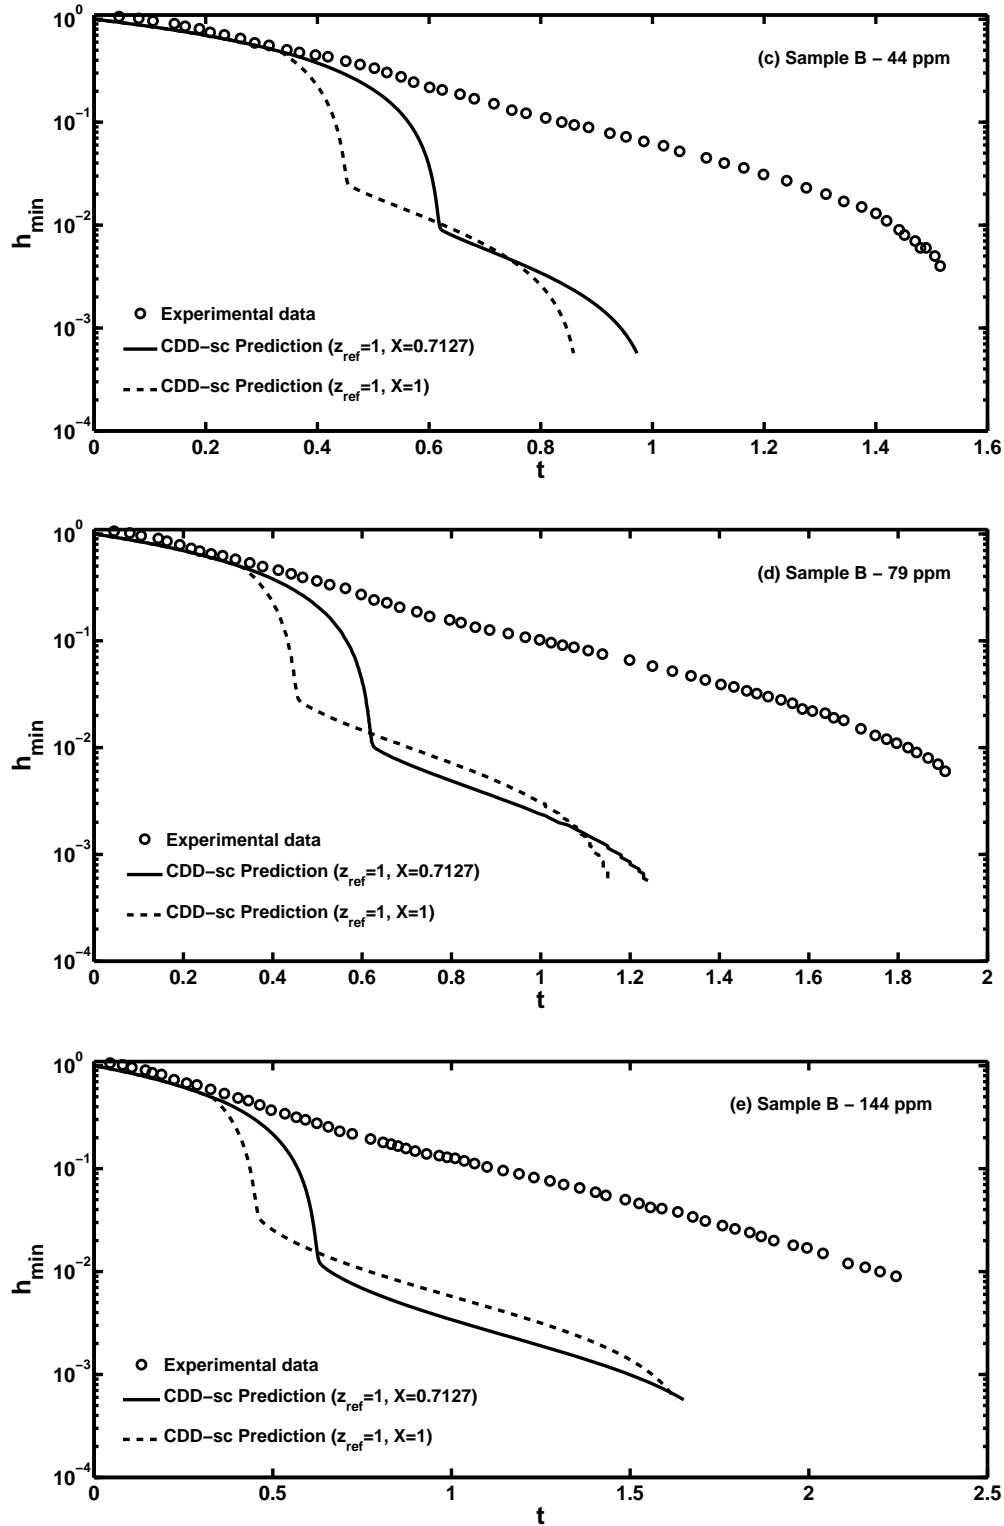 10^0
10^−1
10^−2
10^−3
10^−4
h_min
(c) Sample B − 44 ppm
Experimental data
CDD−sc Prediction (z_ref=1, X=0.7127)
CDD−sc Prediction (z_ref=1, X=1)
0 0.2 0.4 0.6 0.8 1 1.2 1.4 1.6
t
10^0
10^−1
10^−2
10^−3
10^−4
h_min
(d) Sample B − 79 ppm
Experimental data
CDD−sc Prediction (z_ref=1, X=0.7127)
CDD−sc Prediction (z_ref=1, X=1)
0 0.2 0.4 0.6 0.8 1 1.2 1.4 1.6 1.8 2
t
10^0
10^−1
10^−2
10^−3
10^−4
h_min
(e) Sample B − 144 ppm
Experimental data
CDD−sc Prediction (z_ref=1, X=0.7127)
CDD−sc Prediction (z_ref=1, X=1)
0 0.5 1 1.5 2 2.5
t